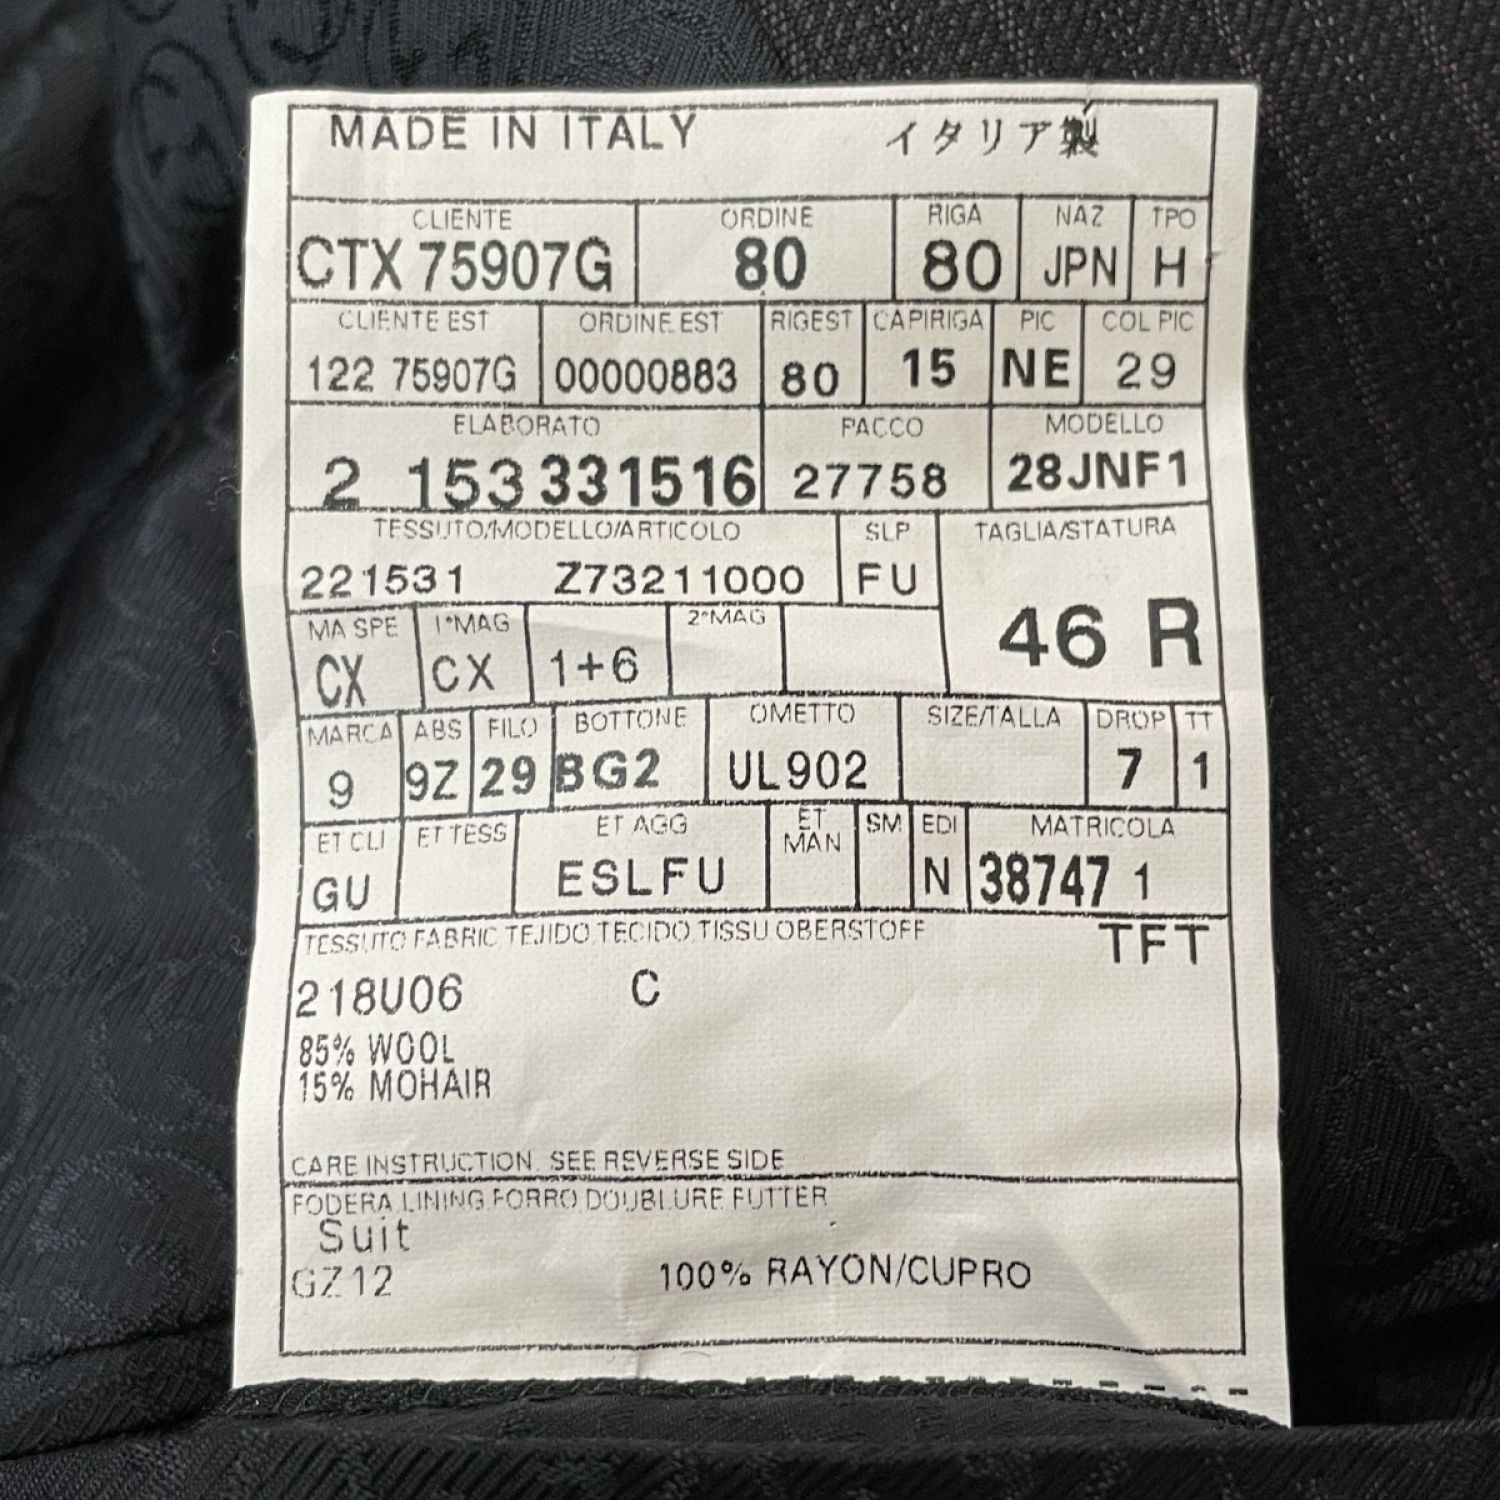 MADE IN ITALY イタリア製
CLIENTE ORDINE RIGA NAZ TPO
CTX 75907G 80 80 JPN H
CLIENTE EST ORDINE EST RIGEST CAPIRIGA PIC COL PIC
122 75907G 00000883 80 15 NE 29
ELABORATO PACCO MODELLO
2 153 331516 27758 28JNF1
TESSUTO/MODELLO/ARTICOLO SLP TAGLIA/STATURA
221531 Z73211000 FU
46 R
MA SPE 1°MAG 2°MAG
CX CX 1+6
MARCA ABS FILO BOTTONE OMETTO SIZE/TALLA DROP TT
9 9Z 29 BG2 UL902 7 1
ET CLI ET TESS ET AGG ET MAN SM EDI MATRICOLA
GU ESLFU N 38747 1
TESSUTO FABRIC TEJIDO TECIDO TISSU OBERSTOFF TFT
218U06 C
85% WOOL
15% MOHAIR
CARE INSTRUCTION SEE REVERSE SIDE
FODERA LINING FORRO DOUBLURE FUTTER
Suit
GZ12 100% RAYON/CUPRO